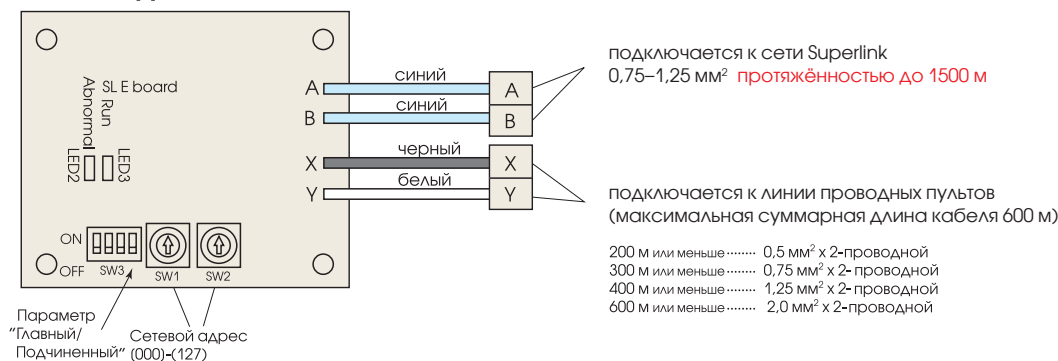 SL E board
Run
Abnormal
LED2
LED3
A
B
X
Y
синий
синий
черный
белый
A
B
X
Y
ON
OFF
SW3
SW1
SW2
Параметр
"Главный/
Подчиненный"
Сетевой адрес
(000)-(127)
подключается к сети Superlink
0,75–1,25 мм² протяжённостью до 1500 м
подключается к линии проводных пультов
(максимальная суммарная длина кабеля 600 м)
200 м или меньше ........ 0,5 мм² x 2-проводной
300 м или меньше ........ 0,75 мм² x 2- проводной
400 м или меньше ........ 1,25 мм² x 2-проводной
600 м или меньше ........ 2,0 мм² x 2-проводной